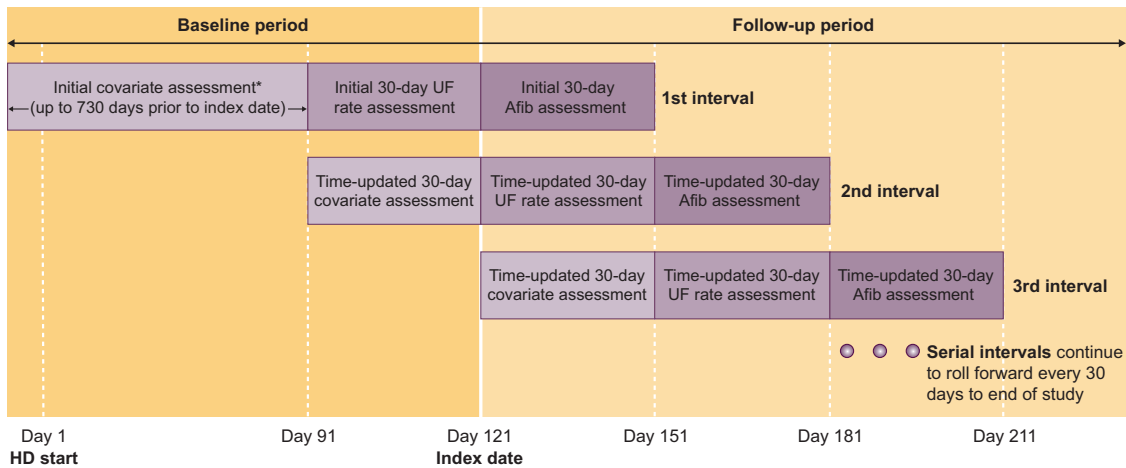 Baseline period
Follow-up period
Initial covariate assessment*
(up to 730 days prior to index date)
Initial 30-day UF
rate assessment
Initial 30-day
Afib assessment
1st interval
Time-updated 30-day
covariate assessment
Time-updated 30-day
UF rate assessment
Time-updated 30-day
Afib assessment
2nd interval
Time-updated 30-day
covariate assessment
Time-updated 30-day
UF rate assessment
Time-updated 30-day
Afib assessment
3rd interval
Serial intervals continue
to roll forward every 30
days to end of study
Day 1
HD start
Day 91
Day 121
Index date
Day 151
Day 181
Day 211